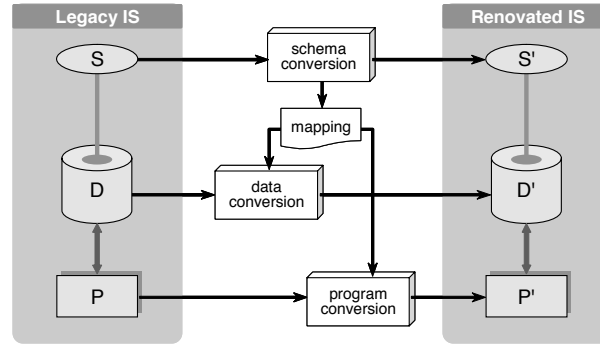 Legacy IS
Renovated IS
S
schema
conversion
S'
mapping
D
data
conversion
D'
P
program
conversion
P'